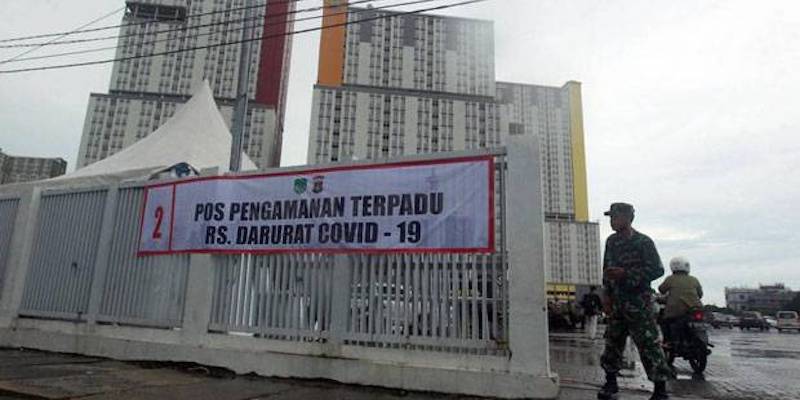 2
POS PENGAMANAN TERPADU
RS. DARURAT COVID - 19